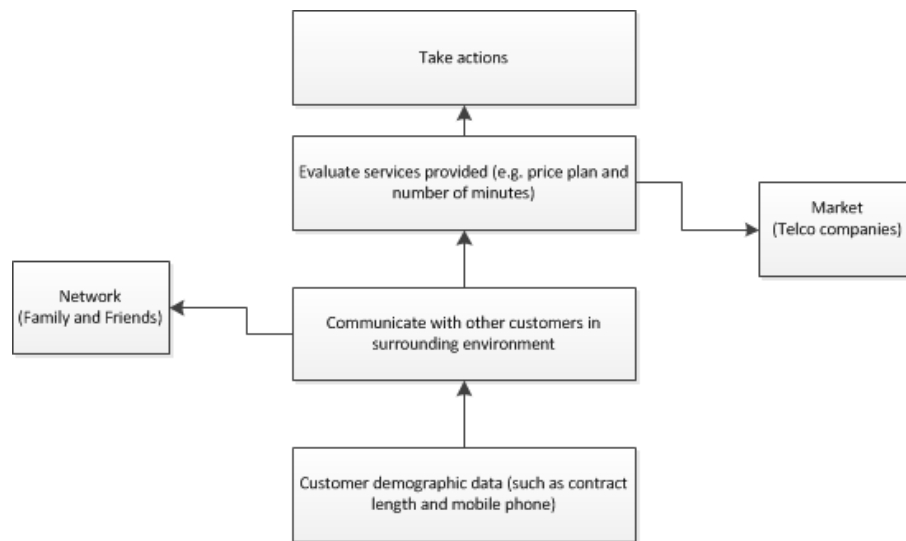 Take actions
Evaluate services provided (e.g. price plan and
number of minutes)
Market
(Telco companies)
Network
(Family and Friends)
Communicate with other customers in
surrounding environment
Customer demographic data (such as contract
length and mobile phone)